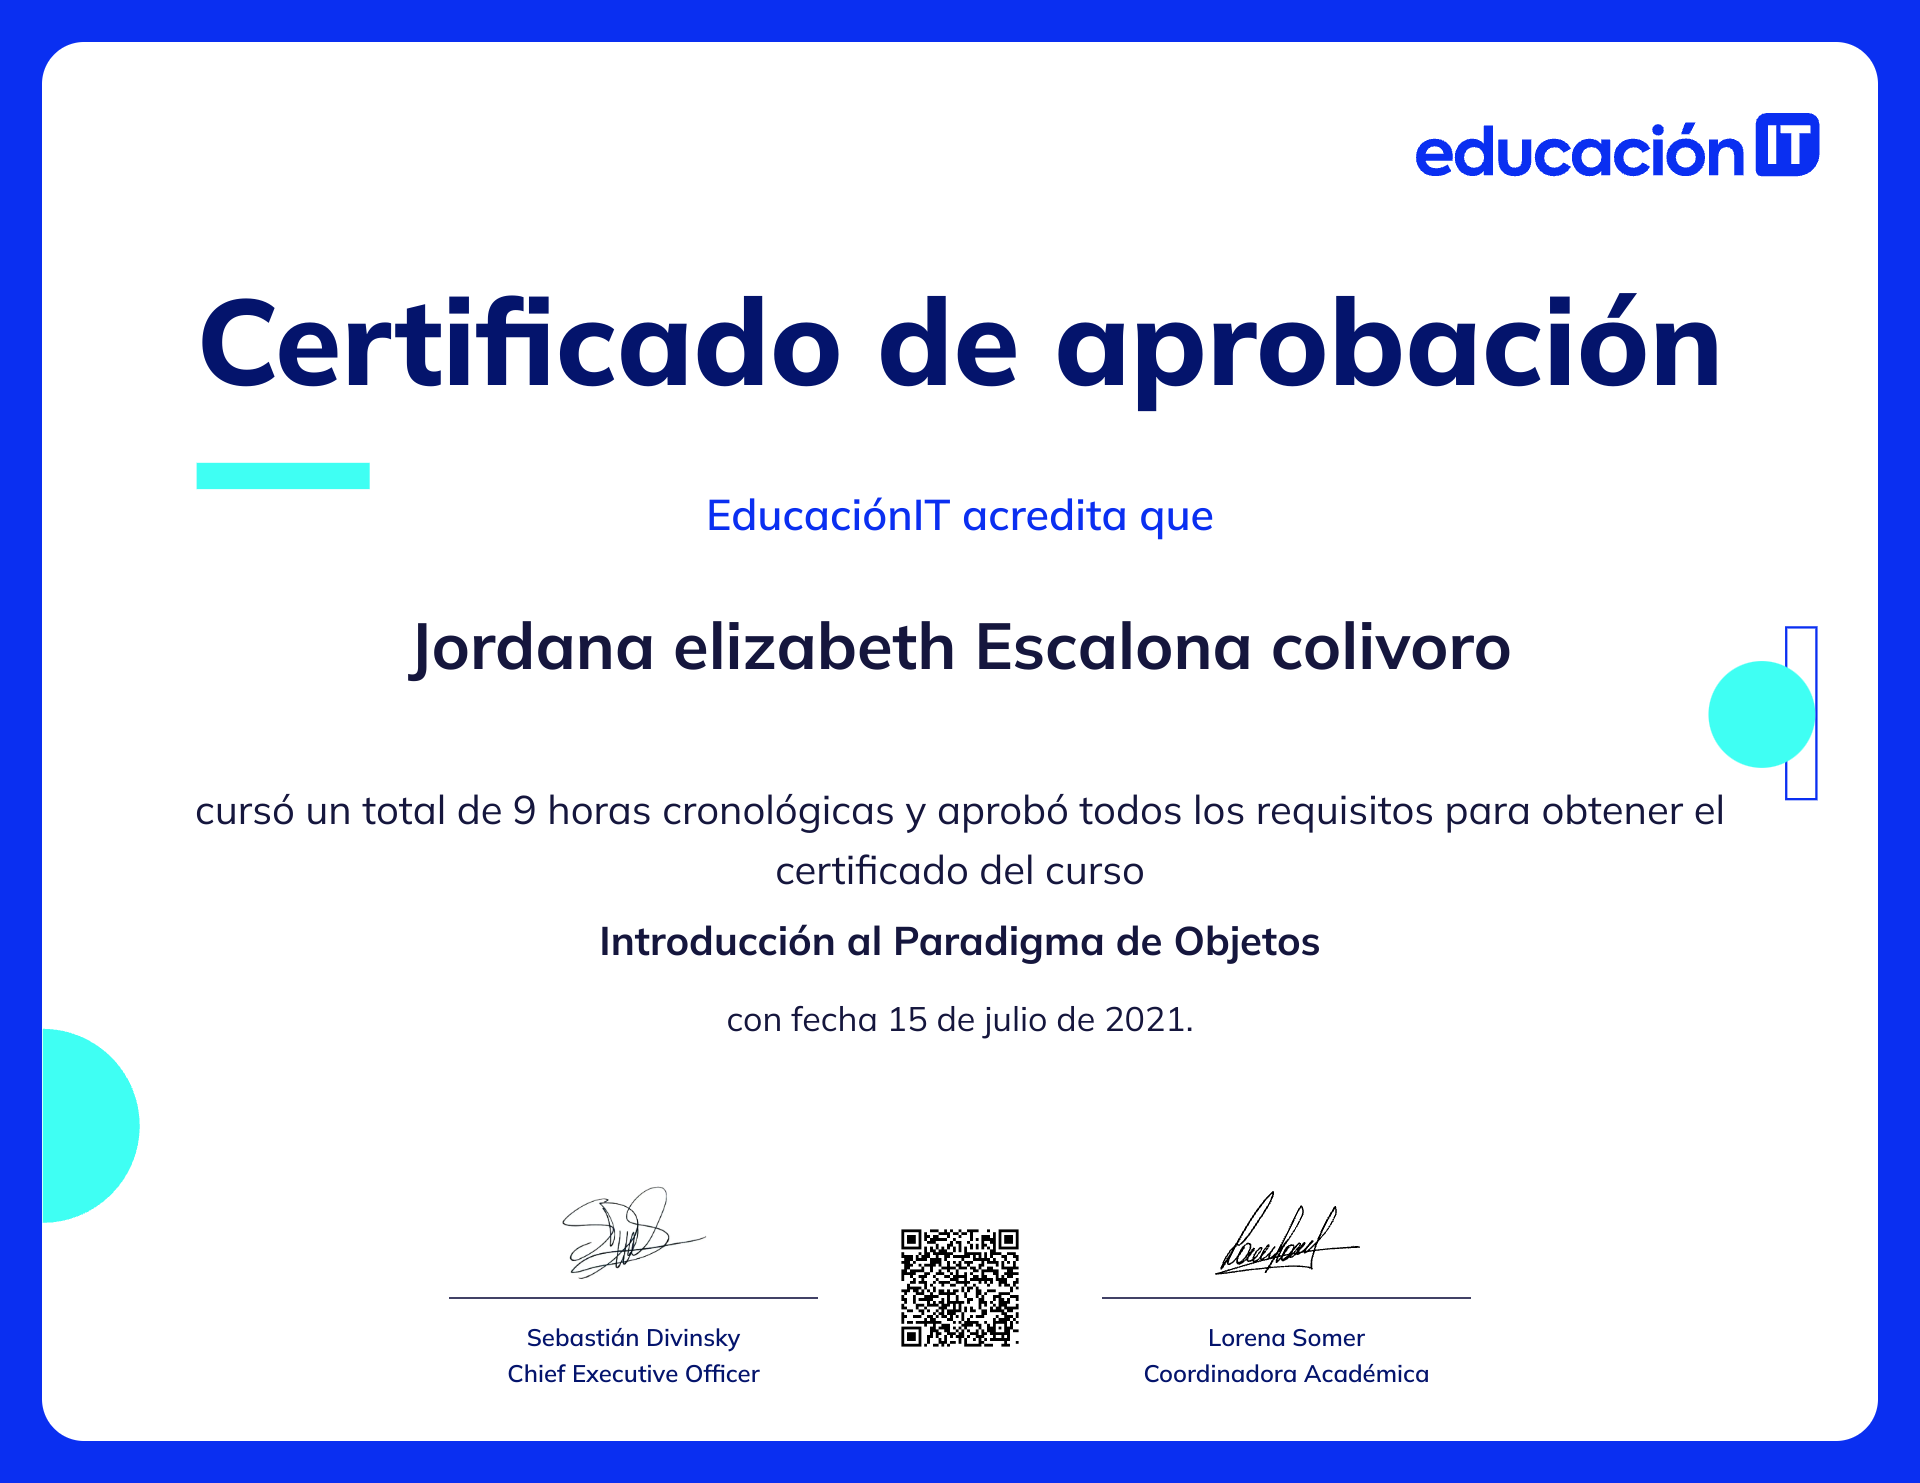 educación IT
Certificado de aprobación
EducaciónIT acredita que
Jordana elizabeth Escalona colivoro
cursó un total de 9 horas cronológicas y aprobó todos los requisitos para obtener el
certificado del curso
Introducción al Paradigma de Objetos
con fecha 15 de julio de 2021.
Sebastián Divinsky
Chief Executive Officer
Lorena Somer
Coordinadora Académica